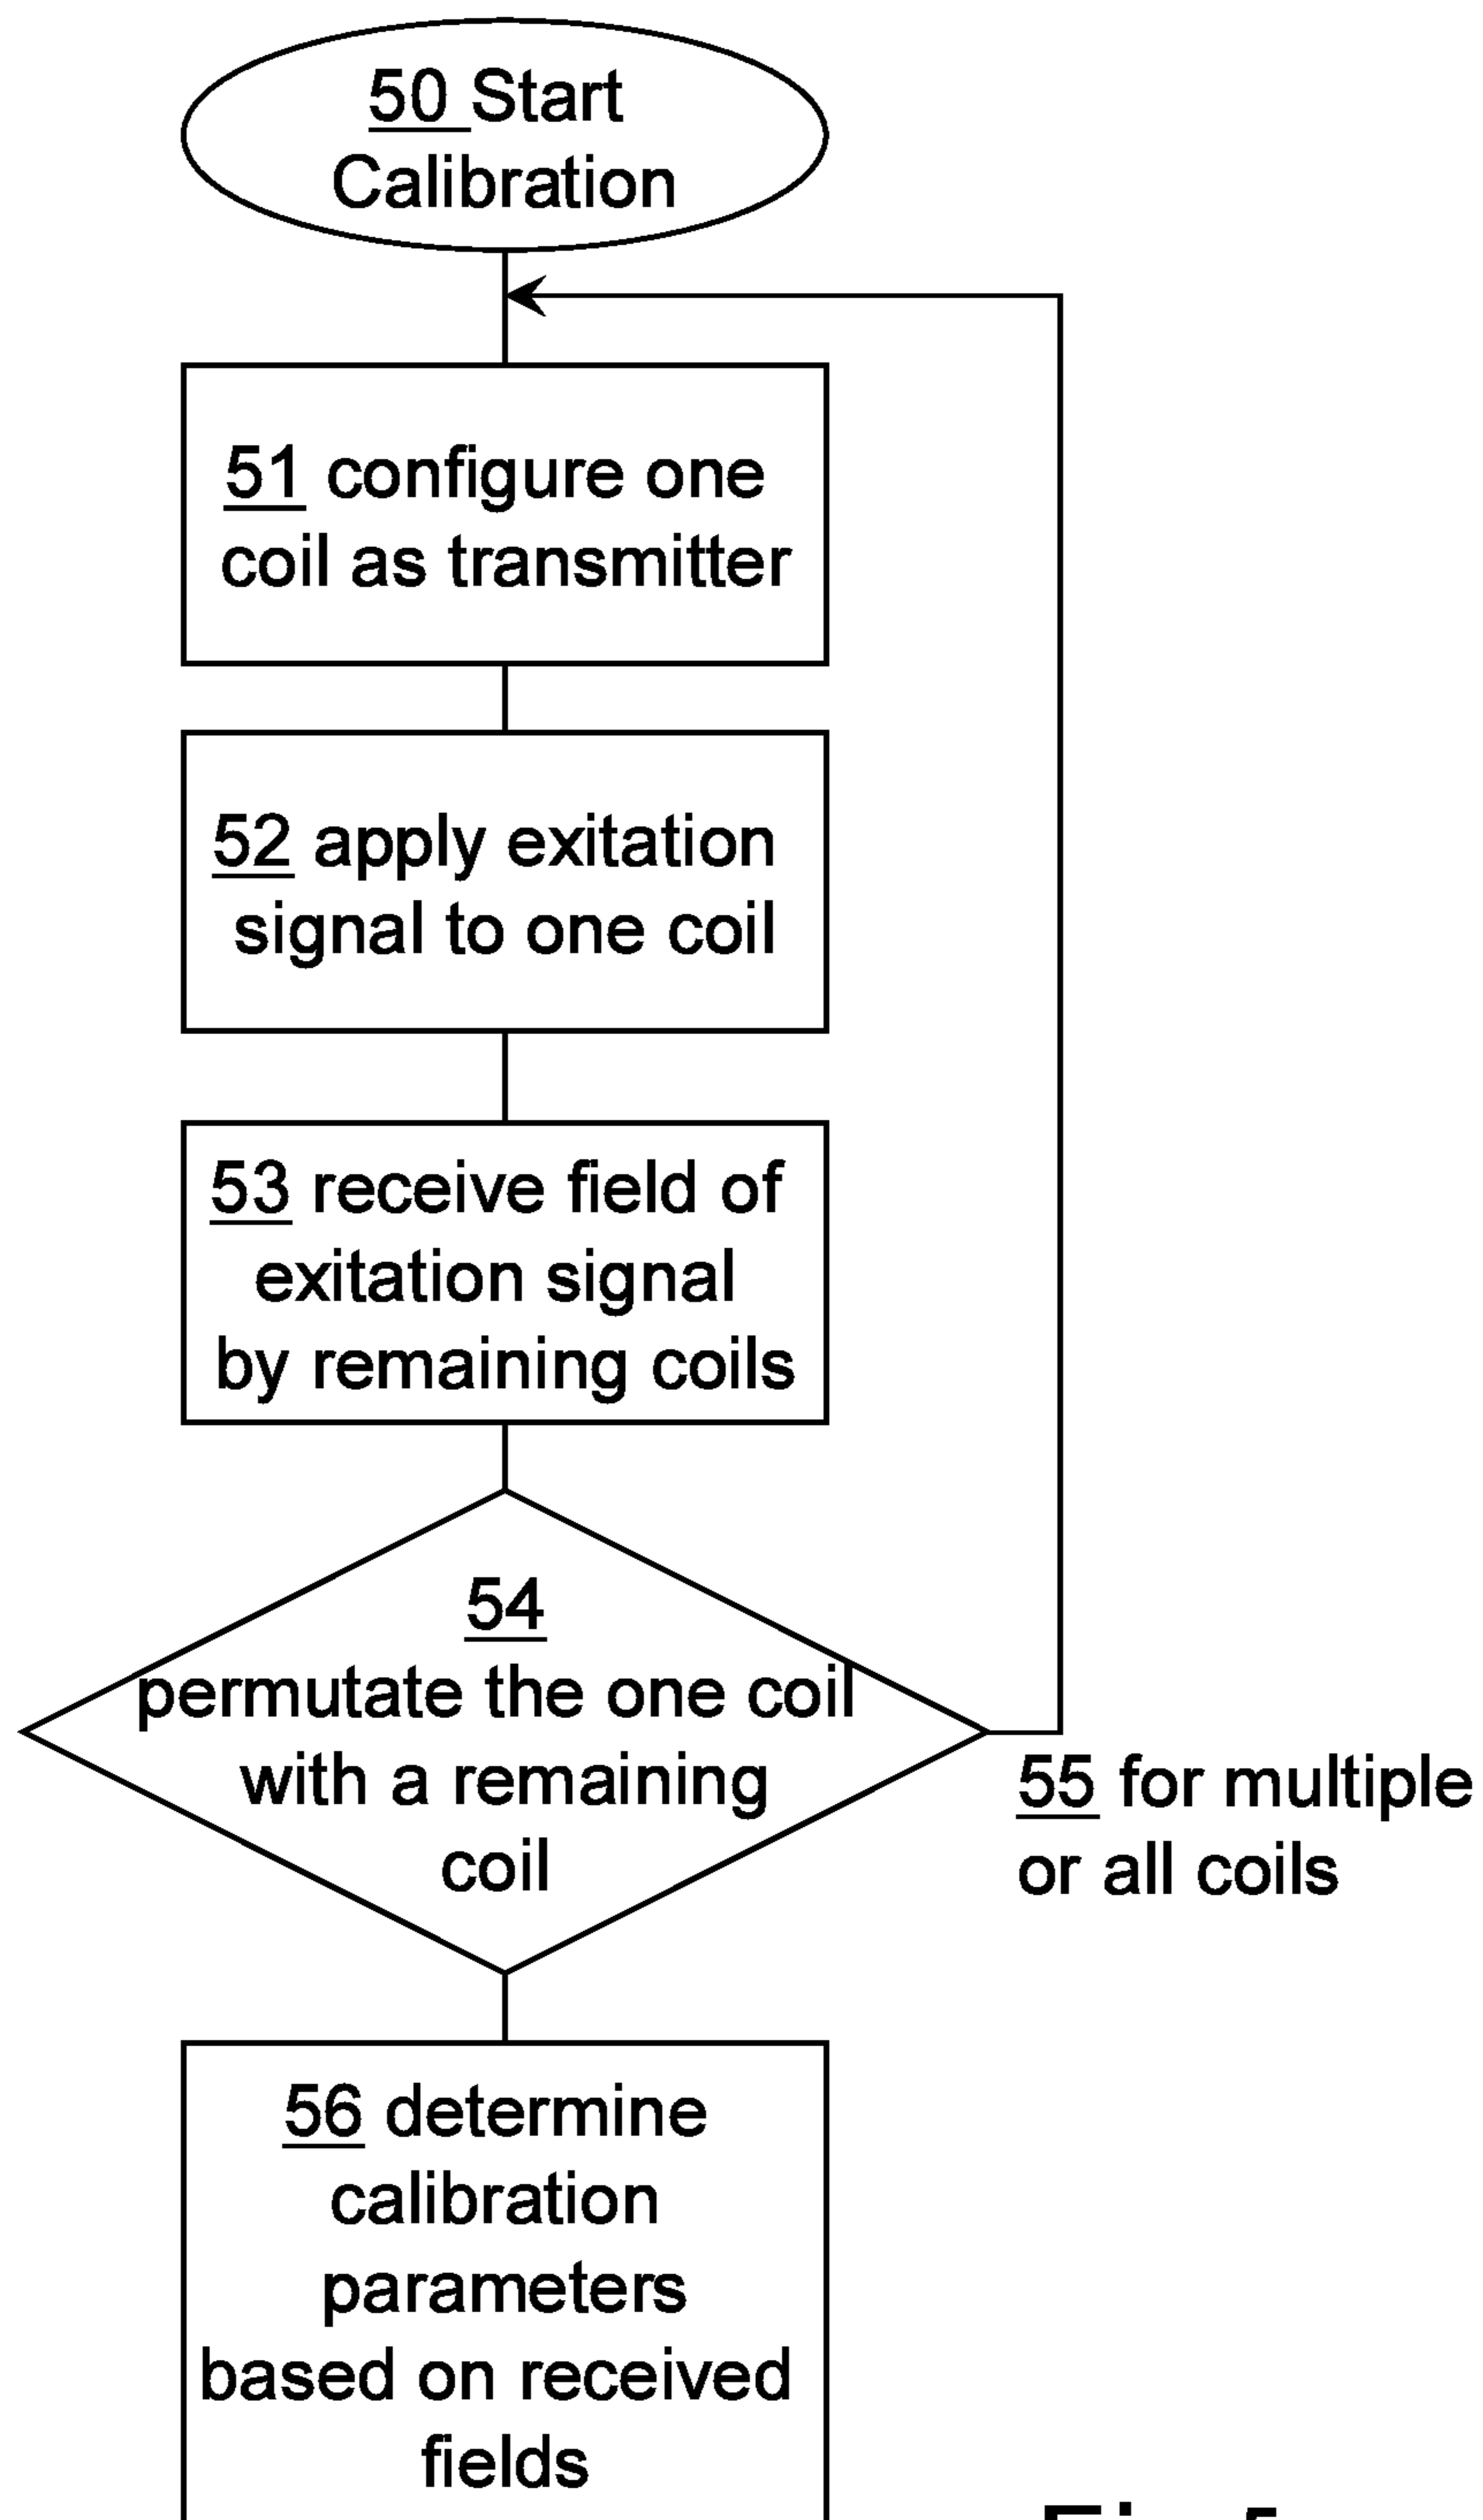 50 Start
Calibration
51 configure one
coil as transmitter
52 apply exitation
signal to one coil
53 receive field of
exitation signal
by remaining coils
54
permutate the one coil
with a remaining
coil
55 for multiple
or all coils
56 determine
calibration
parameters
based on received
fields